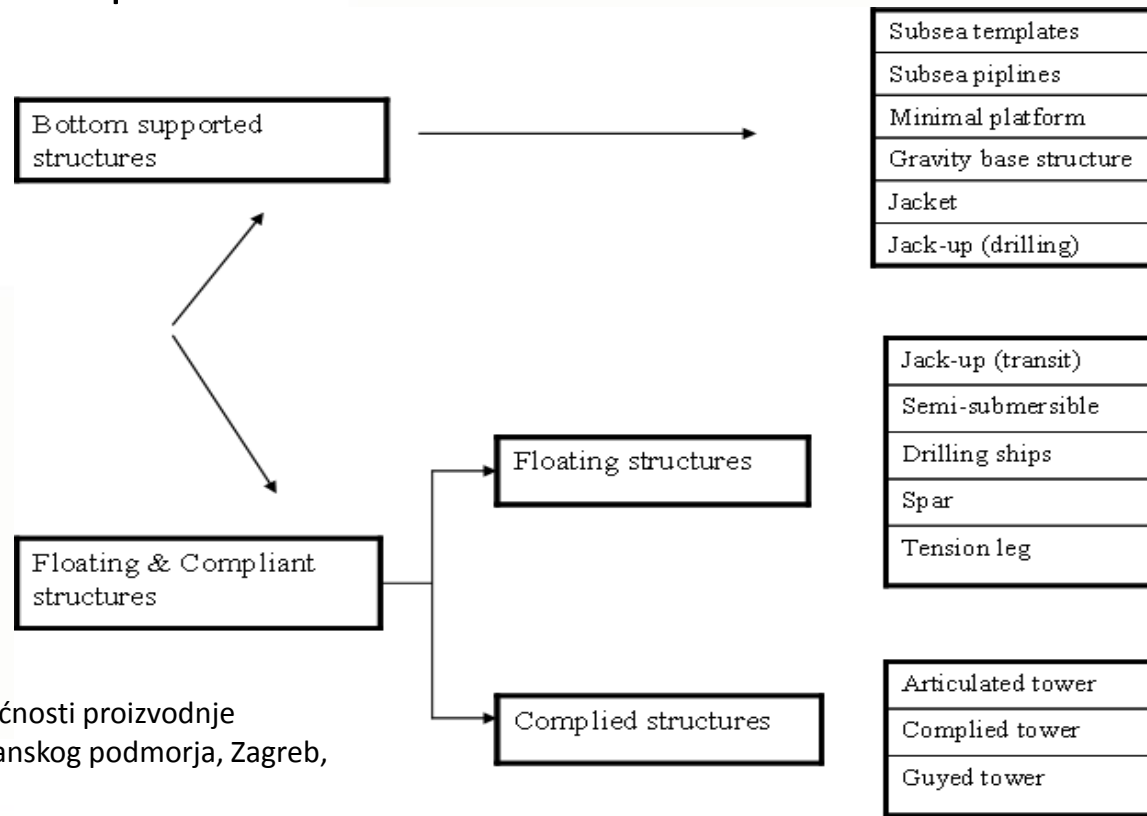 Bottom supported
structures
Subsea templates
Subsea piplines
Minimal platform
Gravity base structure
Jacket
Jack-up (drilling)
Floating & Compliant
structures
Floating structures
Jack-up (transit)
Semi-submersible
Drilling ships
Spar
Tension leg
Complied structures
Articulated tower
Complied tower
Guyed tower
proizvodnje
podmorja, Zagreb,